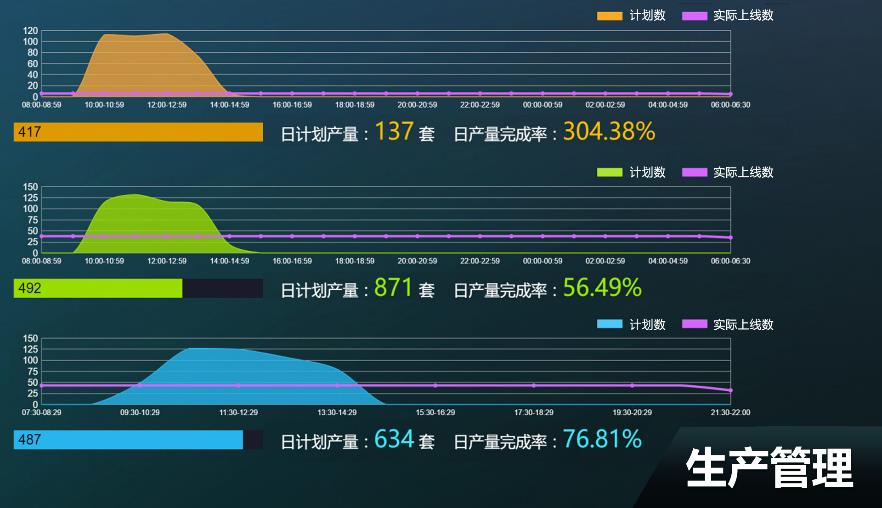 计划数 实际上线数
120
100
80
60
40
20
0
08:00-08:59 10:00-10:59 12:00-12:59 14:00-14:59 16:00-16:59 18:00-18:59 20:00-20:59 22:00-22:59 00:00-00:59 02:00-02:59 04:00-04:59 06:00-06:30
417 日计划产量：137 套 日产量完成率：304.38%
计划数 实际上线数
150
125
100
75
50
25
0
08:00-08:59 10:00-10:59 12:00-12:59 14:00-14:59 16:00-16:59 18:00-18:59 20:00-20:59 22:00-22:59 00:00-00:59 02:00-02:59 04:00-04:59 06:00-06:30
492 日计划产量：871 套 日产量完成率：56.49%
计划数 实际上线数
150
125
100
75
50
25
0
07:30-08:29 09:30-10:29 11:30-12:29 13:30-14:29 15:30-16:29 17:30-18:29 19:30-20:29 21:30-22:00
487 日计划产量：634 套 日产量完成率：76.81%
生产管理